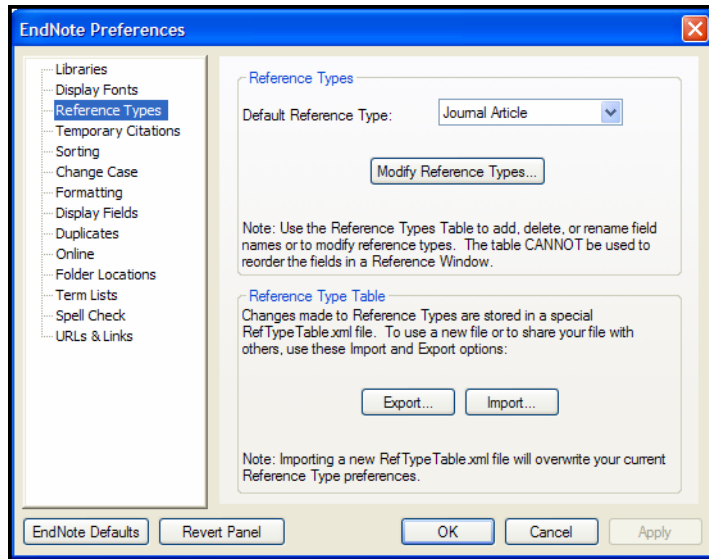 EndNote Preferences
Libraries
Display Fonts
Reference Types
Temporary Citations
Sorting
Change Case
Formatting
Display Fields
Duplicates
Online
Folder Locations
Term Lists
Spell Check
URLs & Links
Reference Types
Default Reference Type:
Journal Article
Modify Reference Types...
Note: Use the Reference Types Table to add, delete, or rename field
names or to modify reference types. The table CANNOT be used to
reorder the fields in a Reference Window.
Reference Type Table
Changes made to Reference Types are stored in a special
RefTypeTable.xml file. To use a new file or to share your file with
others, use these Import and Export options:
Export...
Import...
Note: Importing a new RefTypeTable.xml file will overwrite your current
Reference Type preferences.
EndNote Defaults
Revert Panel
OK
Cancel
Apply